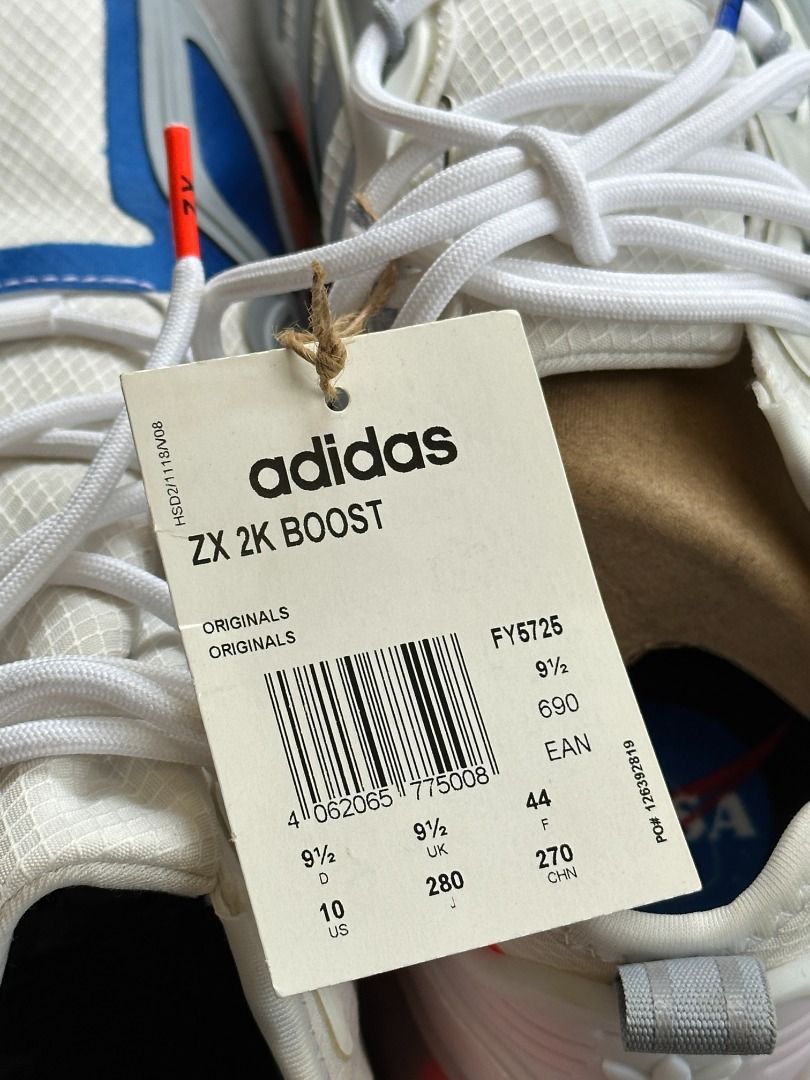 ZX
HSD2/1118/V08
adidas
ZX 2K BOOST
ORIGINALS
ORIGINALS
FY5725
9½
690
EAN
4 062065 775008
9½ 9½ 44
D UK F
10 280 270
US J CHN
PO# 126392819
SA